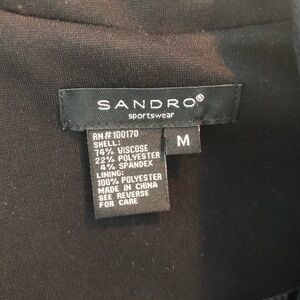 SANDRO®
sportswear
RN#100170
SHELL:
74% VISCOSE
22% POLYESTER
4% SPANDEX
LINING:
100% POLYESTER
MADE IN CHINA
SEE REVERSE
FOR CARE
M